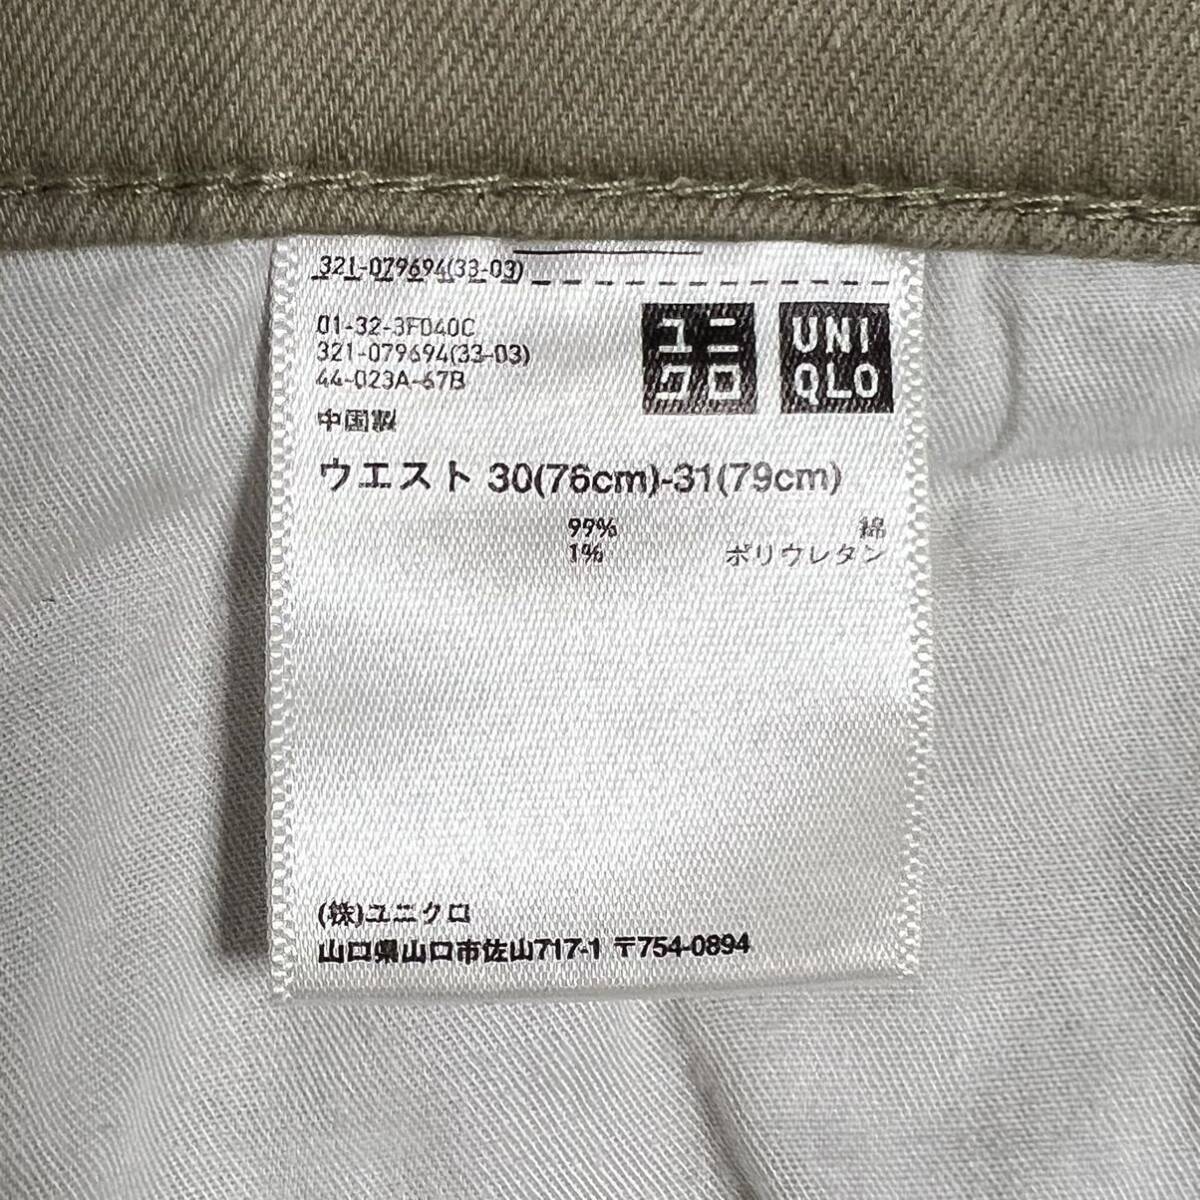 321-079694(33-03)
01-32-3F040C
321-079694(33-03)
44-023A-67B
中国製
ユニ
クロ
UNI
QLO
ウエスト 30(76cm)-31(79cm)
99% 綿
1% ポリウレタン
(株)ユニクロ
山口県山口市佐山717-1 〒754-0894